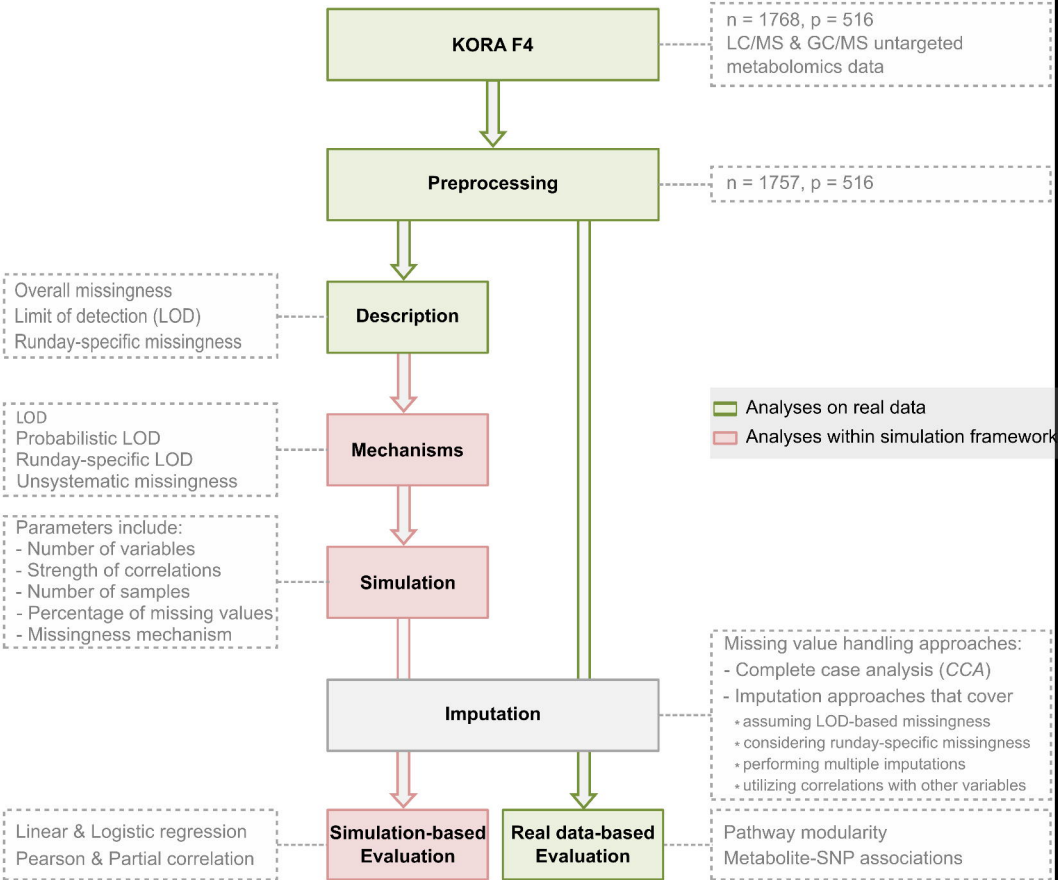 KORA F4
n = 1768, p = 516
LC/MS & GC/MS untargeted
metabolomics data
Preprocessing
n = 1757, p = 516
Overall missingness
Limit of detection (LOD)
Runday-specific missingness
Description
Analyses on real data
Analyses within simulation framework
LOD
Probabilistic LOD
Runday-specific LOD
Unsystematic missingness
Mechanisms
Parameters include:
- Number of variables
- Strength of correlations
- Number of samples
- Percentage of missing values
- Missingness mechanism
Simulation
Imputation
Missing value handling approaches:
- Complete case analysis (CCA)
- Imputation approaches that cover
* assuming LOD-based missingness
* considering runday-specific missingness
* performing multiple imputations
* utilizing correlations with other variables
Linear & Logistic regression
Pearson & Partial correlation
Simulation-based
Evaluation
Real data-based
Evaluation
Pathway modularity
Metabolite-SNP associations